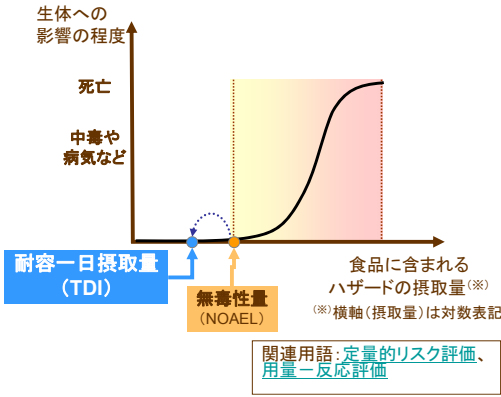 生体への
影響の程度
死亡
中毒や
病気など
耐容一日摂取量
（TDI）
無毒性量
（NOAEL）
食品に含まれる
ハザードの摂取量（※）
（※）横軸（摂取量）は対数表記
関連用語：定量的リスク評価、
用量－反応評価